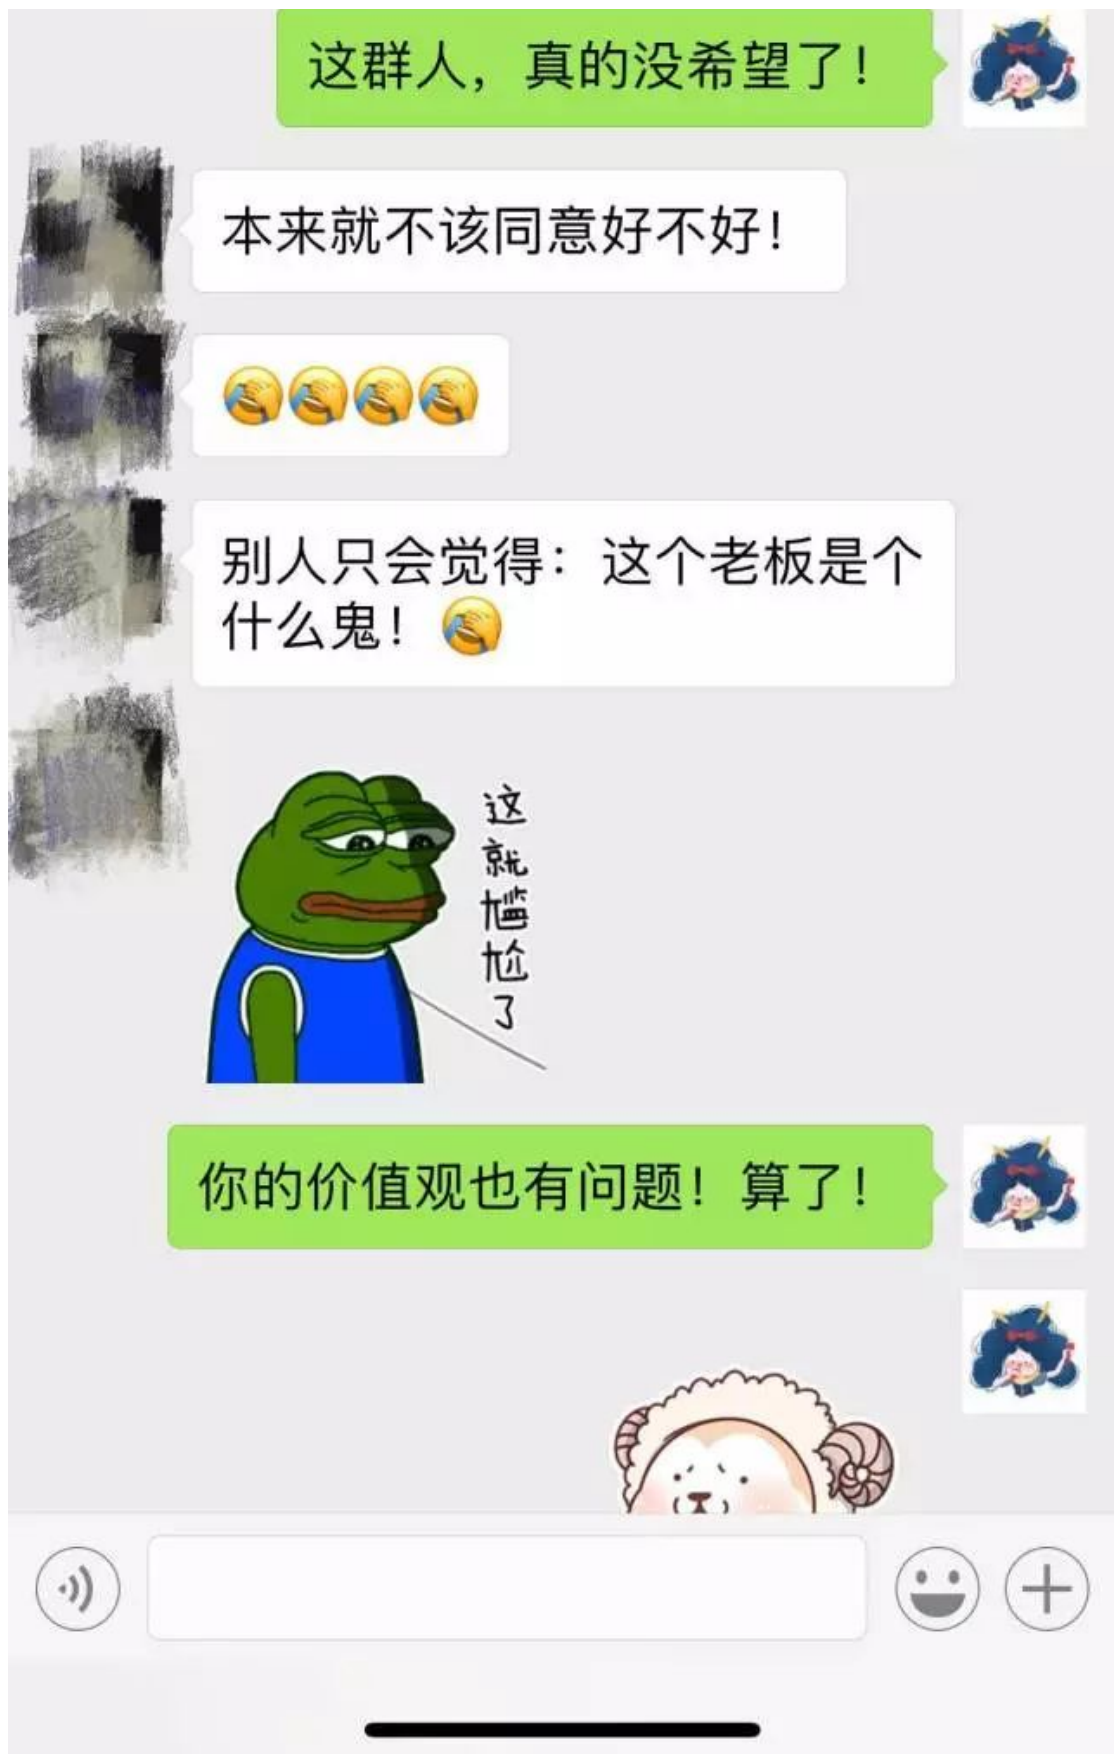 这群人，真的没希望了！
本来就不该同意好不好！
🤦🤦🤦🤦
别人只会觉得：这个老板是个
什么鬼！🤦
这就尴尬了
你的价值观也有问题！算了！